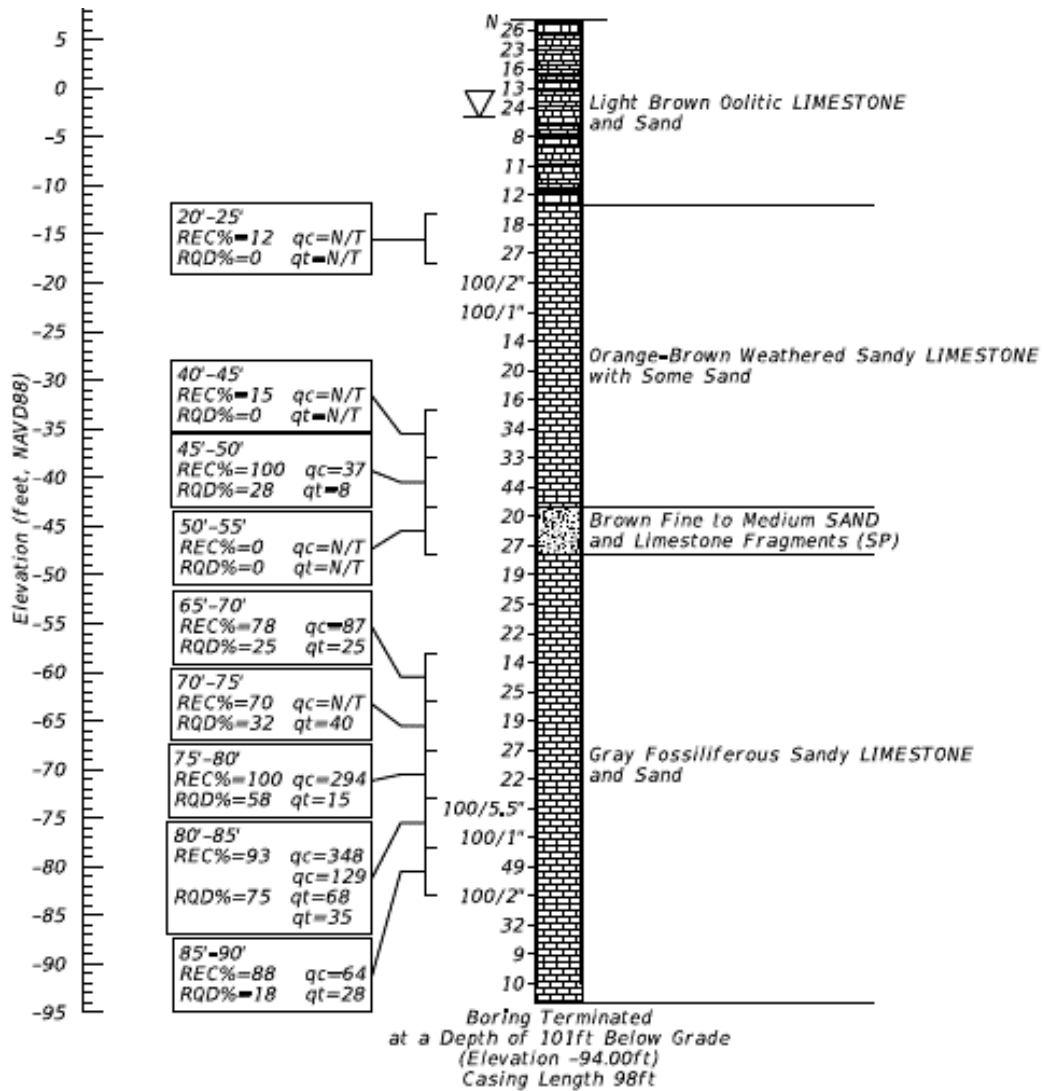 Elevation (feet, NAVD88)
5
0
-5
-10
-15
-20
-25
-30
-35
-40
-45
-50
-55
-60
-65
-70
-75
-80
-85
-90
-95
20'-25'
REC%=12 qc=N/T
RQD%=0 qt=N/T
40'-45'
REC%=15 qc=N/T
RQD%=0 qt=N/T
45'-50'
REC%=100 qc=37
RQD%=28 qt=8
50'-55'
REC%=0 qc=N/T
RQD%=0 qt=N/T
65'-70'
REC%=78 qc=87
RQD%=25 qt=25
70'-75'
REC%=70 qc=N/T
RQD%=32 qt=40
75'-80'
REC%=100 qc=294
RQD%=58 qt=15
80'-85'
REC%=93 qc=348
qc=129
RQD%=75 qt=68
qt=35
85'-90'
REC%=88 qc=64
RQD%=18 qt=28
N
26
23
16
13
24
8
11
12
18
27
100/2"
100/1"
14
20
16
34
33
44
20
27
19
25
22
14
25
19
27
22
100/5.5"
100/1"
49
100/2"
32
9
10
Light Brown Oolitic LIMESTONE
and Sand
Orange-Brown Weathered Sandy LIMESTONE
with Some Sand
Brown Fine to Medium SAND
and Limestone Fragments (SP)
Gray Fossiliferous Sandy LIMESTONE
and Sand
Boring Terminated
at a Depth of 101ft Below Grade
(Elevation -94.00ft)
Casing Length 98ft